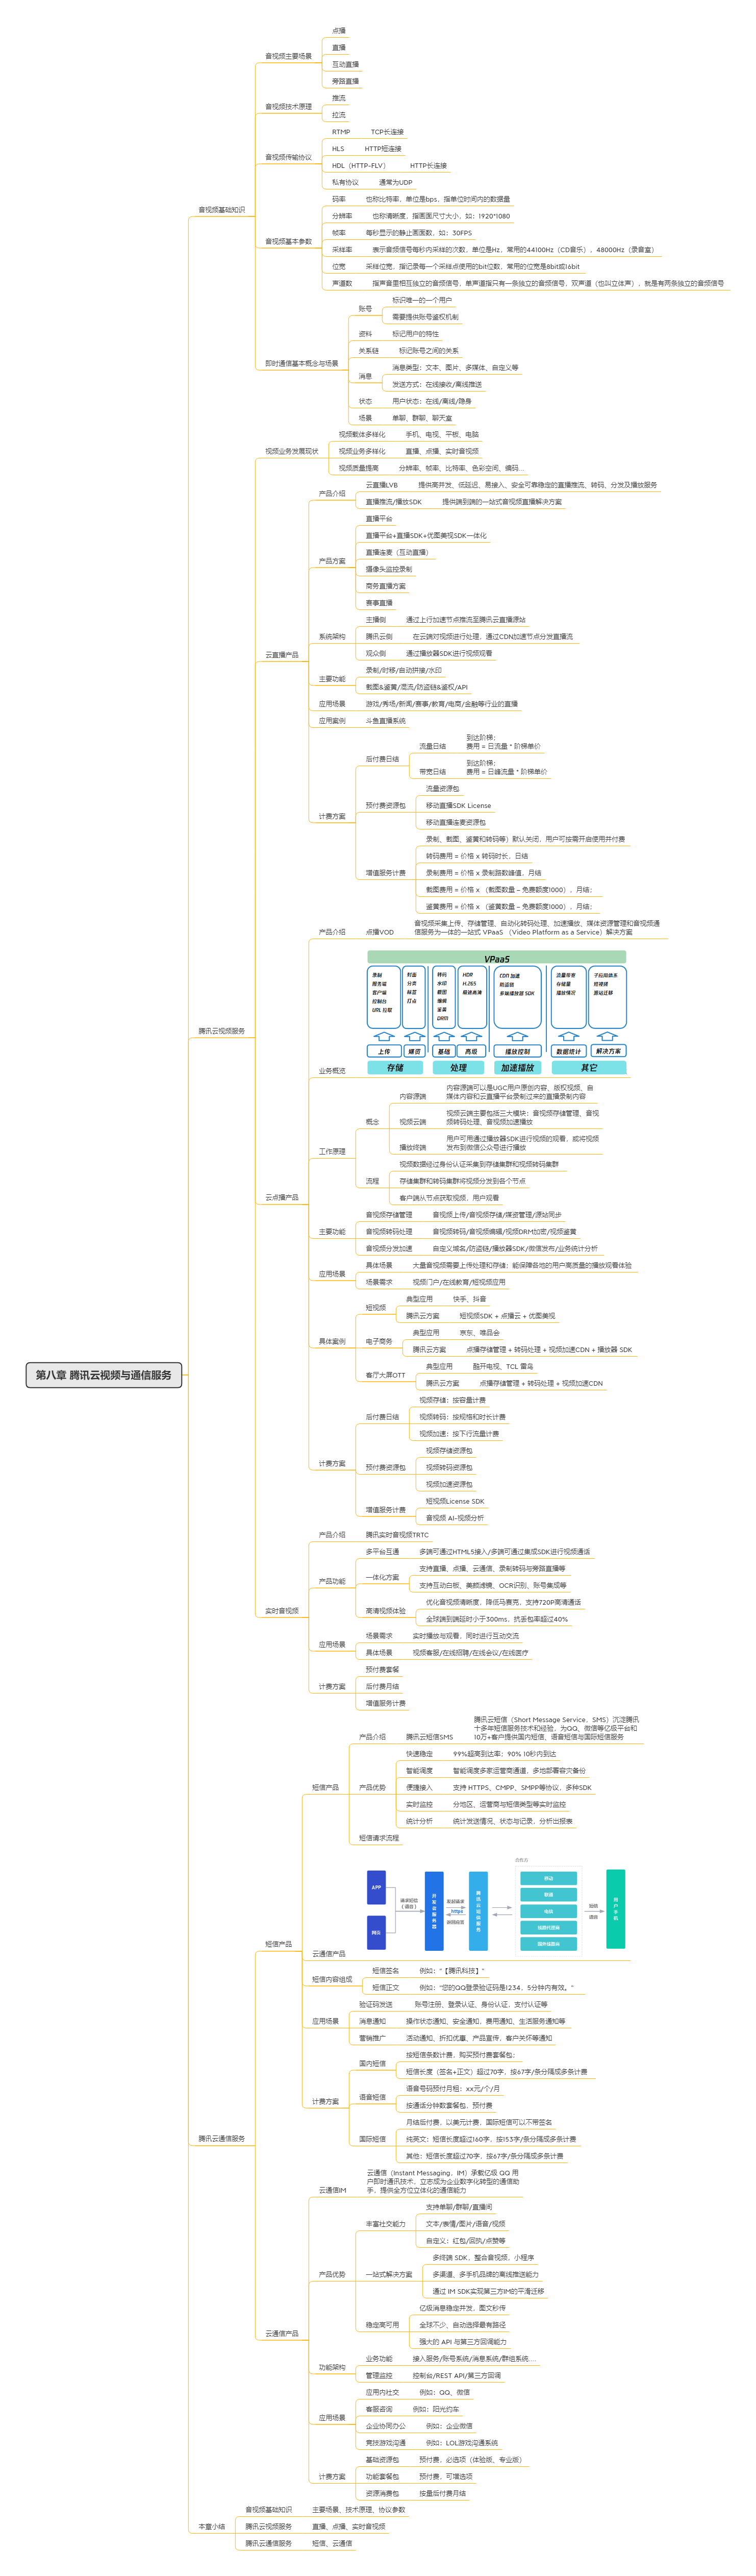 第八章 腾讯云视频与通信服务
音视频基础知识
音视频主要场景
点播
直播
互动直播
旁路直播
音视频技术原理
推流
拉流
音视频传输协议
RTMP TCP长连接
HLS HTTP短连接
HDL（HTTP-FLV） HTTP长连接
私有协议 通常为UDP
音视频基本参数
码率 也称比特率，单位是bps，指单位时间内的数据量
分辨率 也称清晰度，指画面尺寸大小，如：1920*1080
帧率 每秒显示的静止画面数，如：30FPS
采样率 表示音频信号每秒内采样的次数，单位是Hz，常用的44100Hz（CD音乐），48000Hz（录音室）
位宽 采样位宽，指记录每一个采样点使用的bit位数，常用的位宽是8bit或16bit
声道数 指声音里相互独立的音频信号，单声道指只有一条独立的音频信号，双声道（也叫立体声），就是有两条独立的音频信号
即时通信基本概念与场景
账号
标识唯一的一个用户
需要提供账号鉴权机制
资料 标记用户的特性
关系链 标记账号之间的关系
消息
消息类型：文本、图片、多媒体、自定义等
发送方式：在线接收/离线推送
状态 用户状态：在线/离线/隐身
场景 单聊、群聊、聊天室
腾讯云视频服务
视频业务发展现状
视频载体多样化 手机、电视、平板、电脑
视频业务多样化 直播、点播、实时音视频
视频质量提高 分辨率、帧率、比特率、色彩空间、编码...
云直播产品
产品介绍
云直播LVB 提供高并发、低延迟、易接入、安全可靠稳定的直播推流、转码、分发及播放服务
直播推流/播放SDK 提供端到端的一站式音视频直播解决方案
产品方案
直播平台
直播平台+直播SDK+优图美视SDK一体化
直播连麦（互动直播）
摄像头监控录制
商务直播方案
赛事直播
系统架构
主播侧 通过上行加速节点推流至腾讯云直播源站
腾讯云侧 在云端对视频进行处理，通过CDN加速节点分发直播流
观众侧 通过播放器SDK进行视频观看
主要功能
录制/时移/自动拼接/水印
截图&鉴黄/混流/防盗链&鉴权/API
应用场景 游戏/秀场/新闻/赛事/教育/电商/金融等行业的直播
应用案例 斗鱼直播系统
计费方案
后付费日结
流量日结
到达阶梯：
费用 = 日流量 * 阶梯单价
带宽日结
到达阶梯：
费用 = 日峰流量 * 阶梯单价
预付费资源包
流量资源包
移动直播SDK License
移动直播连麦资源包
增值服务计费
录制、截图、鉴黄和转码等）默认关闭，用户可按需开启使用并付费
转码费用 = 价格 x 转码时长，日结
录制费用 = 价格 x 录制路数峰值，月结
截图费用 = 价格 x （截图数量 – 免费额度1000），月结；
鉴黄费用 = 价格 x （鉴黄数量 – 免费额度1000），月结；
云点播产品
产品介绍 点播VOD
音视频采集上传、存储管理、自动化转码处理、加速播放、媒体资源管理和音视频通
信服务为一体的一站式 VPaaS （Video Platform as a Service）解决方案
业务概览
VPaaS
录制
服务端
客户端
控制台
URL 拉取
封面
分类
标签
打点
转码
水印
截图
编辑
鉴黄
DRM
HDR
H.265
极速高清
CDN 加速
防盗链
多端播放器 SDK
流量带宽
存储量
播放情况
子应用体系
短视频
源站迁移
上传
媒资
基础
高级
播放控制
数据统计
解决方案
存储
处理
加速播放
其它
工作原理
概念
内容源端
内容源端可以是UGC用户原创内容、版权视频、自
媒体内容和云直播平台录制过来的直播录制内容
视频云端
视频云端主要包括三大模块：音视频存储管理、音视
频转码处理、音视频加速播放
播放终端
用户可用通过播放器SDK进行视频的观看，或将视频
发布到微信公众号进行播放
流程
视频数据经过身份认证采集到存储集群和视频转码集群
存储集群和转码集群将视频分发到各个节点
客户端从节点获取视频，用户观看
主要功能
音视频存储管理 音视频上传/音视频存储/媒资管理/源站同步
音视频转码处理 音视频转码/音视频编辑/视频DRM加密/视频鉴黄
音视频分发加速 自定义域名/防盗链/播放器SDK/微信发布/业务统计分析
应用场景
具体场景 大量音视频需要上传处理和存储；能保障各地的用户高质量的播放观看体验
场景需求 视频门户/在线教育/短视频应用
具体案例
短视频
典型应用 快手、抖音
腾讯云方案 短视频SDK + 点播云 + 优图美视
电子商务
典型应用 京东、唯品会
腾讯云方案 点播存储管理 + 转码处理 + 视频加速CDN + 播放器 SDK
客厅大屏OTT
典型应用 酷开电视、TCL 雷鸟
腾讯云方案 点播存储管理 + 转码处理 + 视频加速CDN
计费方案
后付费日结
视频存储：按容量计费
视频转码：按规格和时长计费
视频加速：按下行流量计费
预付费资源包
视频存储资源包
视频转码资源包
视频加速资源包
增值服务计费
短视频License SDK
音视频 AI-视频分析
实时音视频
产品介绍 腾讯实时音视频TRTC
产品功能
多平台互通 多端可通过HTML5接入/多端可通过集成SDK进行视频通话
一体化方案
支持直播、点播、云通信、录制转码与旁路直播等
支持互动白板、美颜滤镜、OCR识别、账号集成等
高清视频体验
优化音视频清晰度，降低马赛克，支持720P高清通话
全球端到端延时小于300ms，抗丢包率超过40%
应用场景
场景需求 实时播放与观看，同时进行互动交流
具体场景 视频客服/在线招聘/在线会议/在线医疗
计费方案
预付费套餐
后付费月结
增值服务计费
腾讯云通信服务
短信产品
短信产品
产品介绍 腾讯云短信SMS
腾讯云短信（Short Message Service，SMS）沉淀腾讯
十多年短信服务技术和经验，为QQ、微信等亿级平台和
10万+客户提供国内短信、语音短信与国际短信服务
产品优势
快速稳定 99%超高到达率；90% 10秒内到达
智能调度 智能调度多家运营商通道，多地部署容灾备份
便捷接入 支持 HTTPS、CMPP、SMPP等协议，多种SDK
实时监控 分地区、运营商与短信类型等实时监控
统计分析 统计发送情况、状态与记录，分析出报表
短信请求流程
云通信产品
APP
网页
请求短信
（语音）
开发者服务器
发起请求
https
返回应答
腾讯云短信服务
合作方
移动
联通
电信
短信
语音
用户手机
短信内容组成
短信签名 例如："【腾讯科技】"
短信正文 例如："您的QQ登录验证码是1234，5分钟内有效。"
应用场景
验证码发送 账号注册、登录认证、身份认证，支付认证等
消息通知 操作状态通知、安全通知，费用通知、生活服务通知等
营销推广 活动通知、折扣优惠、产品宣传，客户关怀等通知
计费方案
国内短信
按短信条数计费，购买预付费套餐包；
短信长度（签名+正文）超过70字，按67字/条分隔成多条计费
语音短信
语音号码预付月租：xx元/个/月
按通话分钟数套餐包，预付费
国际短信
月结后付费，以美元计费，国际短信可以不带签名
纯英文：短信长度超过160字，按153字/条分隔成多条计费
其他：短信长度超过70字，按67字/条分隔成多条计费
云通信产品
云通信IM
云通信（Instant Messaging，IM）承载亿级 QQ 用
户即时通讯技术，立志成为企业数字化转型的通信助
手，提供全方位立体化的通信能力
产品优势
丰富社交能力
支持单聊/群聊/直播间
文本/表情/图片/语音/视频
自定义：红包/回执/点赞等
一站式解决方案
多终端 SDK，整合音视频，小程序
多渠道、多手机品牌的离线推送能力
通过 IM SDK实现第三方IM的平滑迁移
稳定高可用
亿级消息稳定并发，图文秒传
全球不少，自动选择最有路径
强大的 API 与第三方回调能力
功能架构
业务功能 接入服务/账号系统/消息系统/群组系统....
管理监控 控制台/REST API/第三方回调
应用场景
应用内社交 例如：QQ、微信
客服咨询 例如：阳光约车
企业协同办公 例如：企业微信
竞技游戏沟通 例如：LOL游戏沟通系统
计费方案
基础资源包 预付费，必选项（体验版、专业版）
功能套餐包 预付费，可增选项
资源消费包 按量后付费月结
本章小结
音视频基础知识 主要场景、技术原理、协议参数
腾讯云视频服务 直播、点播、实时音视频
腾讯云通信服务 短信、云通信